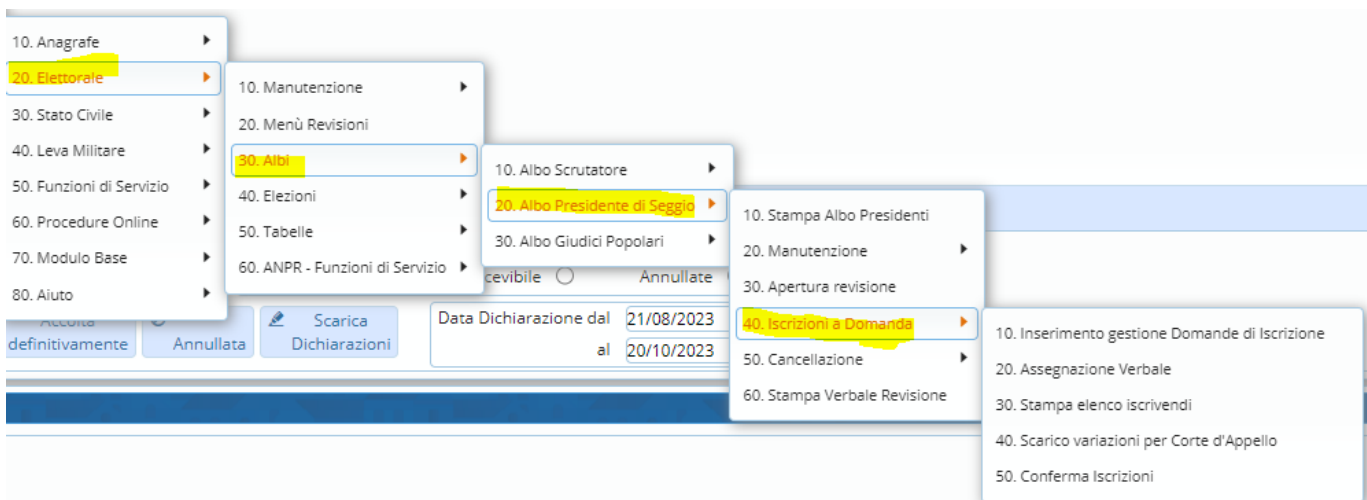 10. Anagrafe
20. Elettorale
30. Stato Civile
40. Leva Militare
50. Funzioni di Servizio
60. Procedure Online
70. Modulo Base
80. Aiuto
10. Manutenzione
20. Menù Revisioni
30. Albi
40. Elezioni
50. Tabelle
60. ANPR - Funzioni di Servizio
10. Albo Scrutatore
20. Albo Presidente di Seggio
30. Albo Giudici Popolari
10. Stampa Albo Presidenti
20. Manutenzione
30. Apertura revisione
40. Iscrizioni a Domanda
50. Cancellazione
60. Stampa Verbale Revisione
10. Inserimento gestione Domande di Iscrizione
20. Assegnazione Verbale
30. Stampa elenco iscrivendi
40. Scarico variazioni per Corte d'Appello
50. Conferma Iscrizioni
cevibile Annullate
definitivamente
Annullata
Scarica
Dichiarazioni
Data Dichiarazione dal 21/08/2023
al 20/10/2023